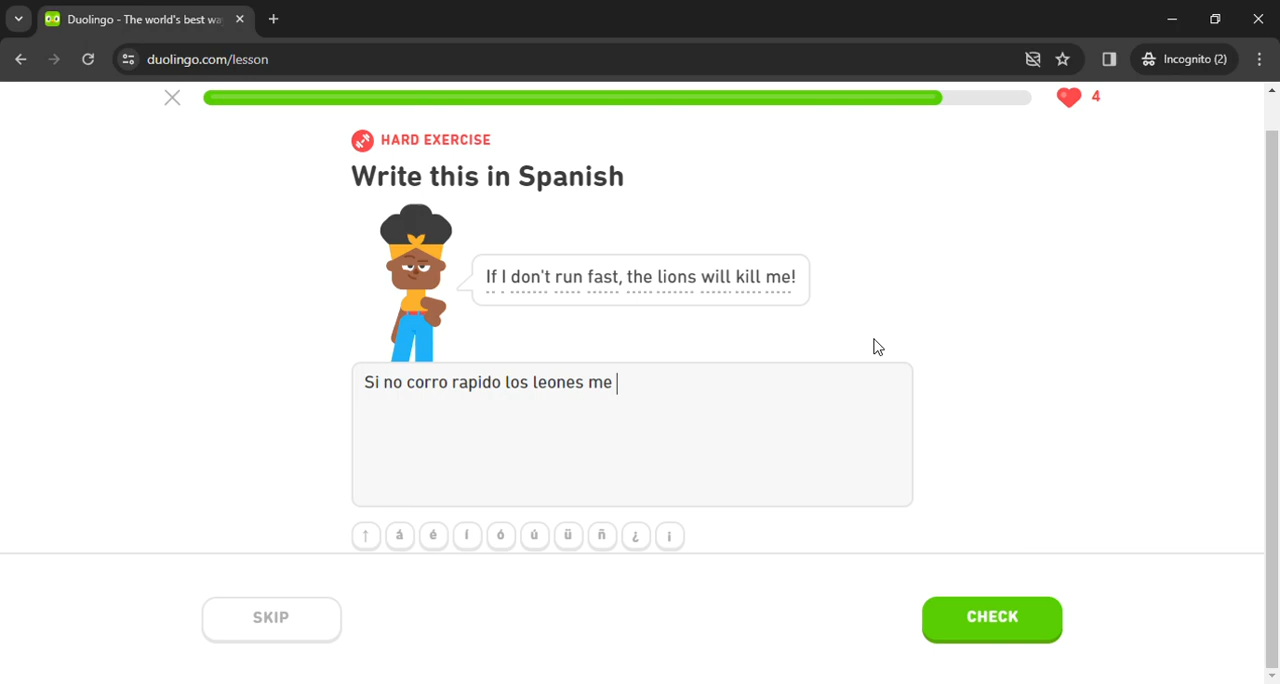 Duolingo - The world's best wa
duolingo.com/lesson
Incognito (2)
4
HARD EXERCISE
Write this in Spanish
If I don't run fast, the lions will kill me!
Si no corro rapido los leones me
↑ á é í ó ú ü ñ ¿ ¡
SKIP
CHECK